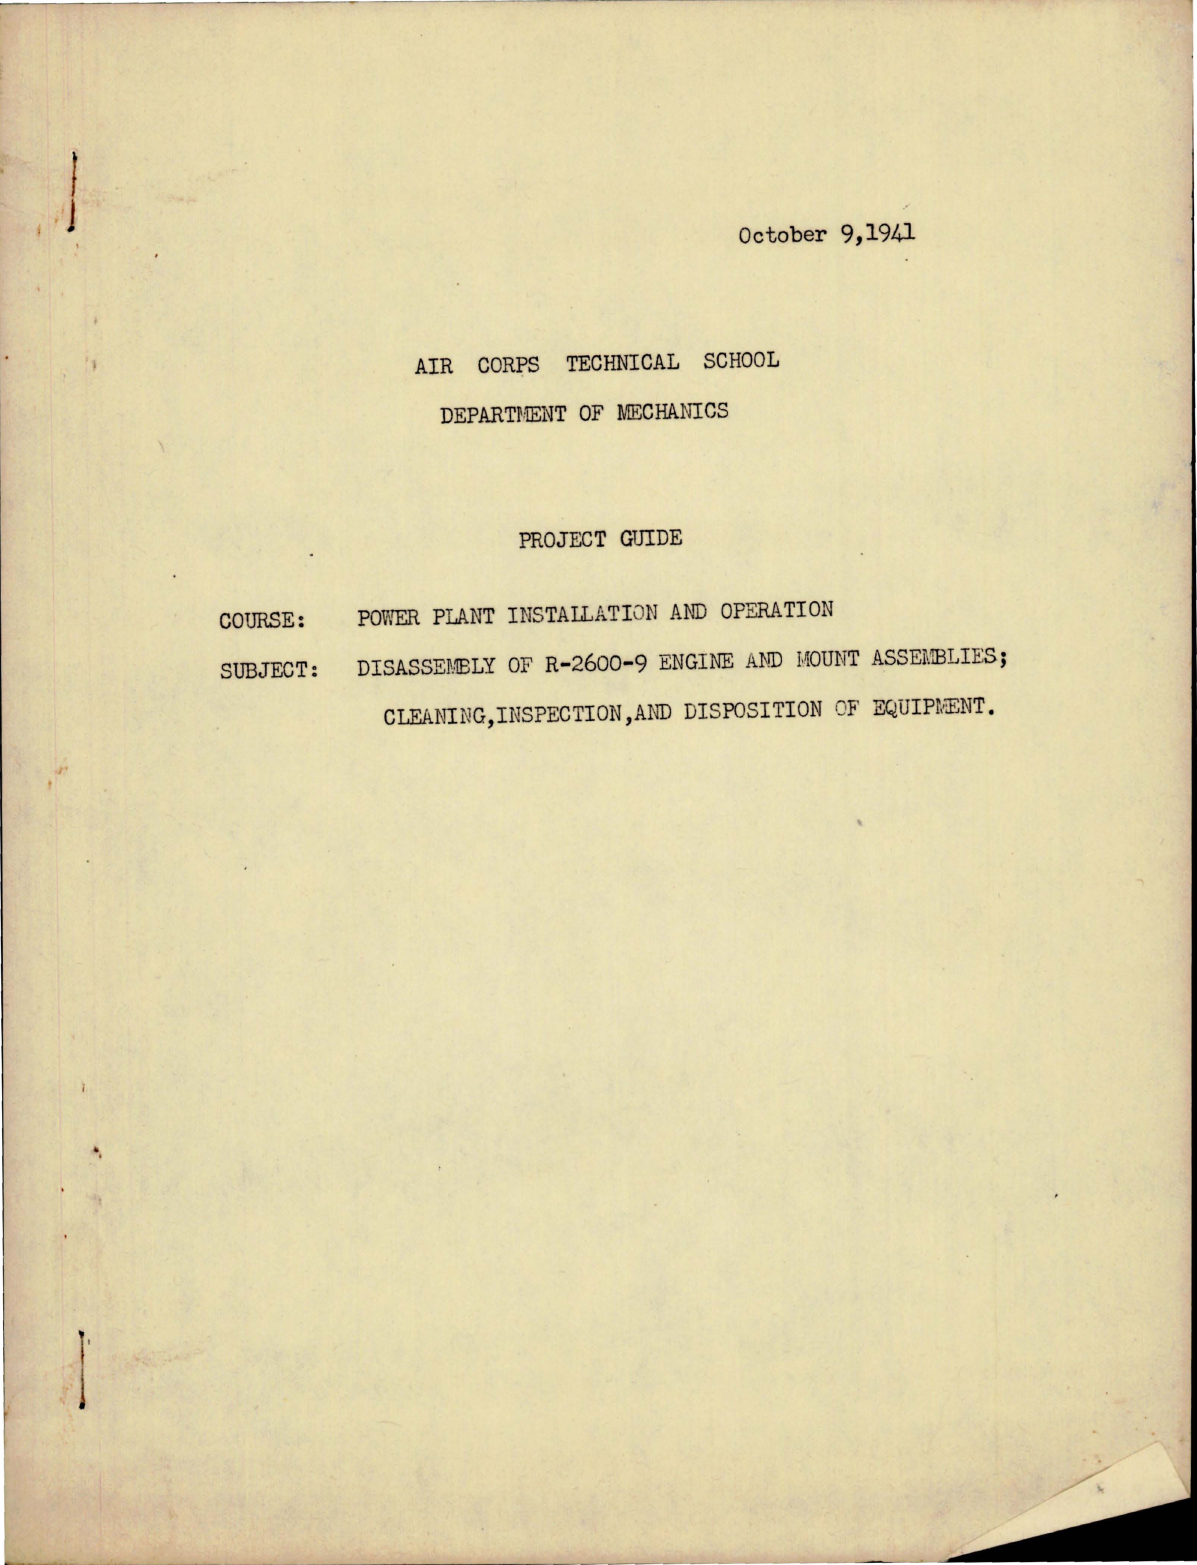 October 9,1941
AIR CORPS TECHNICAL SCHOOL
DEPARTMENT OF MECHANICS
PROJECT GUIDE
COURSE: POWER PLANT INSTALLATION AND OPERATION
SUBJECT: DISASSEMBLY OF R-2600-9 ENGINE AND MOUNT ASSEMBLIES;
CLEANING,INSPECTION,AND DISPOSITION OF EQUIPMENT.